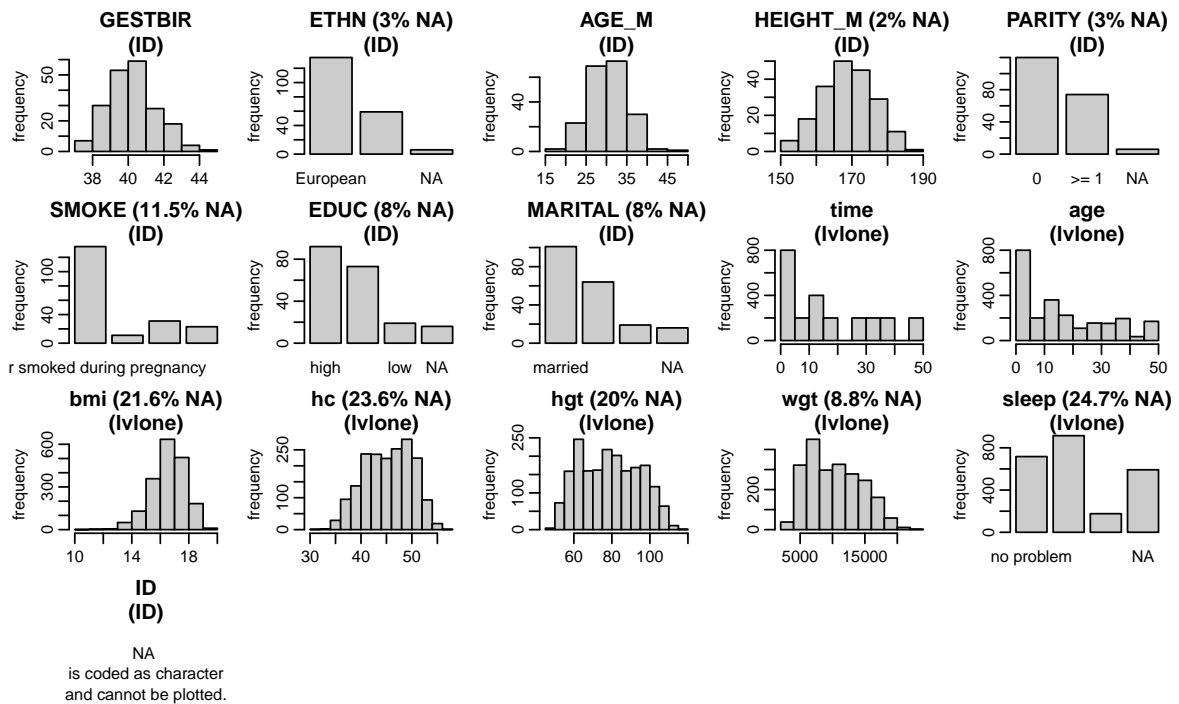 GESTBIR
(ID)
frequency
0
20
50
38
40
42
44
ETHN (3% NA)
(ID)
frequency
0
40
100
European
NA
AGE_M
(ID)
frequency
0
40
15
25
35
45
HEIGHT_M (2% NA)
(ID)
frequency
0
20
50
150
170
190
PARITY (3% NA)
(ID)
frequency
0
40
80
0
>= 1
NA
SMOKE (11.5% NA)
(ID)
frequency
0
40
100
r smoked during pregnancy
EDUC (8% NA)
(ID)
frequency
0
40
80
high
low
NA
MARITAL (8% NA)
(ID)
frequency
0
40
80
married
NA
time
(lvlone)
frequency
0
400
800
0
10
30
50
age
(lvlone)
frequency
0
400
800
0
10
30
50
bmi (21.6% NA)
(lvlone)
frequency
0
300
600
10
14
18
hc (23.6% NA)
(lvlone)
frequency
0
100
250
30
40
50
hgt (20% NA)
(lvlone)
frequency
0
100
250
60
80
100
wgt (8.8% NA)
(lvlone)
frequency
0
200
5000
15000
sleep (24.7% NA)
(lvlone)
frequency
0
400
800
no problem
NA
ID
(ID)
NA
is coded as character
and cannot be plotted.